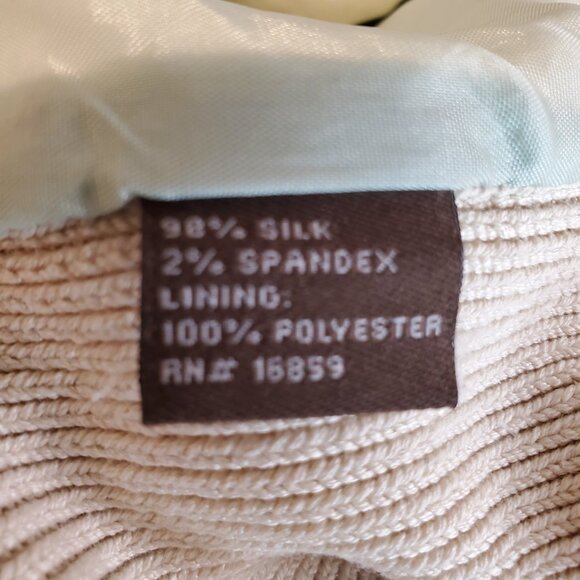 98% SILK
2% SPANDEX
LINING:
100% POLYESTER
RN# 16859